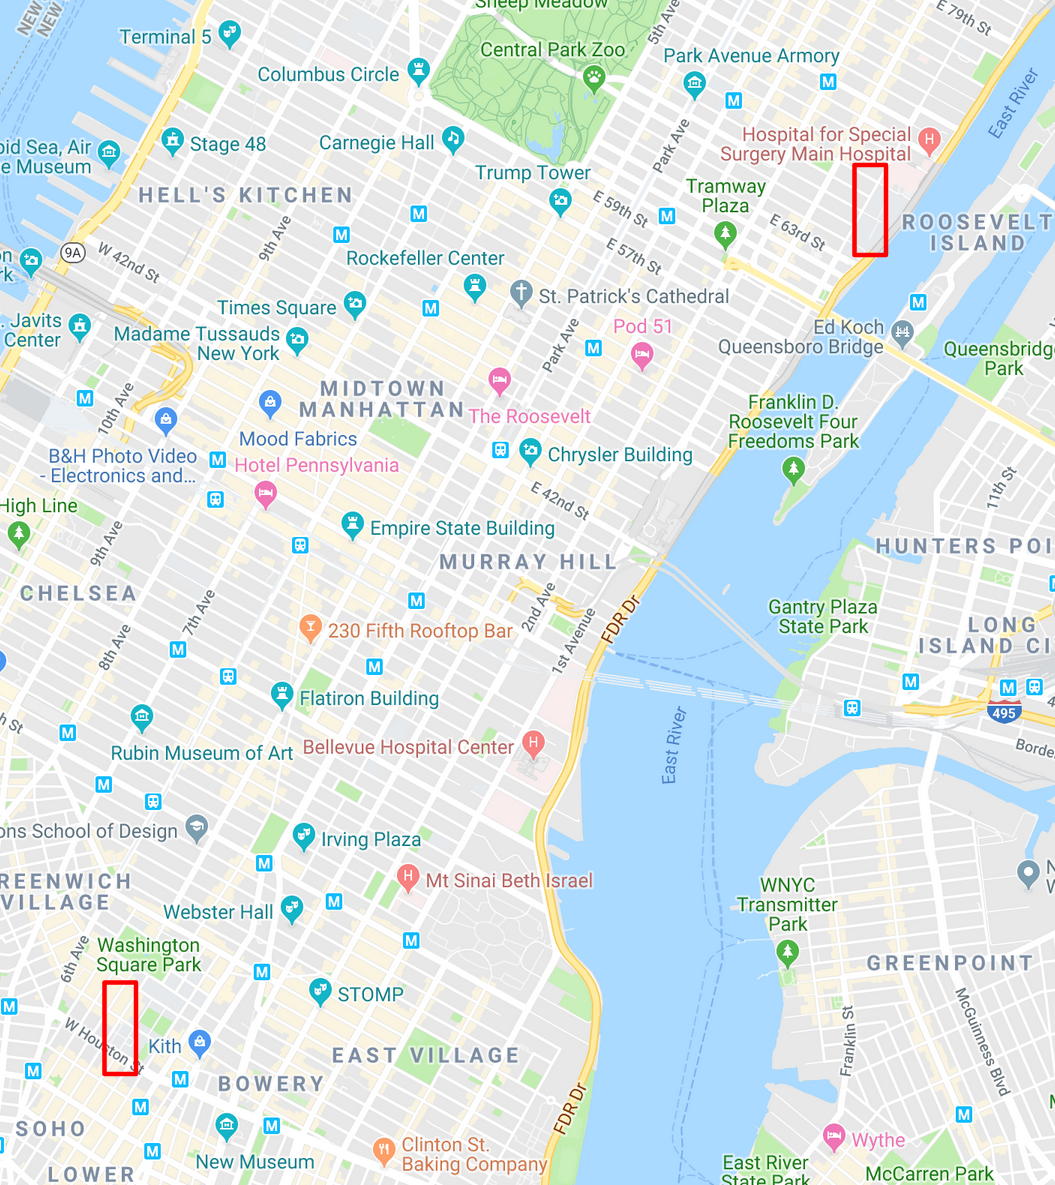 NEW
NEW
Sheep Meadow
5th Ave
E 79th St
Terminal 5
Central Park Zoo
Columbus Circle
Park Avenue Armory
M
M
East River
Stage 48
Carnegie Hall
Hospital for Special
Surgery Main Hospital
H
Park Ave
Sea, Air
Museum
HELL'S KITCHEN
Trump Tower
Tramway
Plaza
M
E 59th St
M
E 63rd St
ROOSEVELT
ISLAND
M
9th Ave
9A
W 42nd St
E 57th St
Rockefeller Center
Times Square
M
St. Patrick's Cathedral
M
Javits
Center
Madame Tussauds
New York
Park Ave
Pod 51
M
Ed Koch
Queensboro Bridge
Queensbridge
Park
10th Ave
M
MIDTOWN
MANHATTAN
The Roosevelt
Franklin D.
Roosevelt Four
Freedoms Park
Mood Fabrics
B&H Photo Video
- Electronics and...
M
Hotel Pennsylvania
Chrysler Building
E 42nd St
11th St
High Line
9th Ave
Empire State Building
MURRAY HILL
HUNTERS POI
CHELSEA
7th Ave
M
2nd Ave
1st Avenue
FDR Dr
Gantry Plaza
State Park
LONG
ISLAND CI
8th Ave
M
230 Fifth Rooftop Bar
M
Flatiron Building
M
M
495
M
Rubin Museum of Art
Bellevue Hospital Center
H
East River
Borde
M
ons School of Design
Irving Plaza
M
REENWICH
VILLAGE
H
Mt Sinai Beth Israel
WNYC
Transmitter
Park
Webster Hall
M
M
6th Ave
Washington
Square Park
M
GREENPOINT
M
STOMP
W Houston St
Kith
EAST VILLAGE
Franklin St
McGuinness Blvd
M
M
BOWERY
M
FDR Dr
M
SOHO
New Museum
M
M
Clinton St.
Baking Company
Wythe
LOWER
East River
State Park
McCarren Park